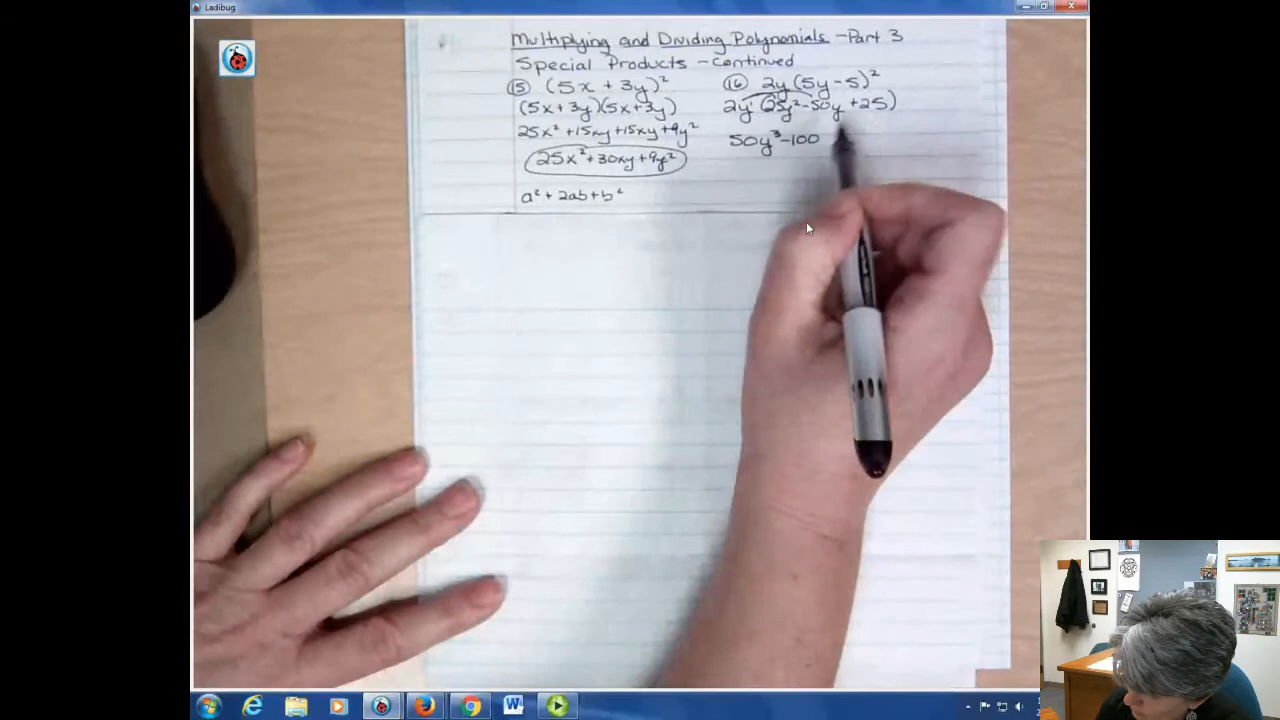 Ladibug
Multiplying and Dividing Polynomials - Part 3
Special Products - Continued
15 (5x + 3y)²
(5x+3y)(5x+3y)
25x² +15xy+15xy+9y²
25x² +30xy+9y²
a² + 2ab + b²
16 2y(5y - 5)²
2y¹(25y² - 50y + 25)
50y³ - 100